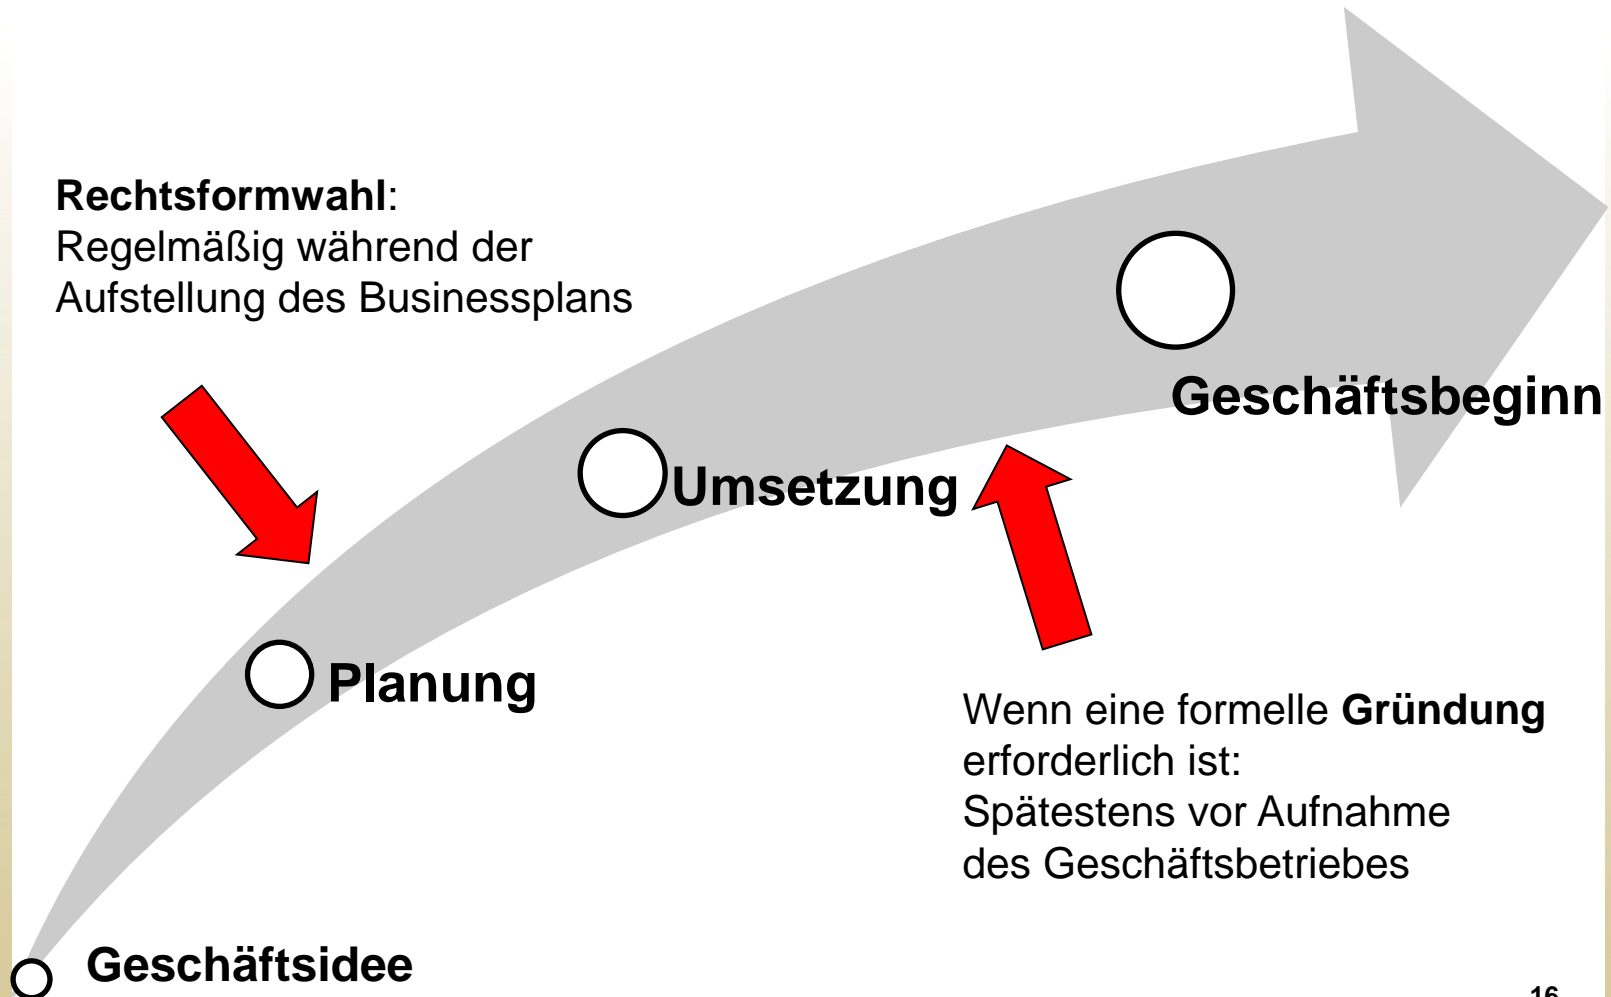 Rechtsformwahl:
Regelmäßig während der
Aufstellung des Businessplans
Geschäftsbeginn
Umsetzung
Planung
Wenn eine formelle Gründung
erforderlich ist:
Spätestens vor Aufnahme
des Geschäftsbetriebes
Geschäftsidee
16